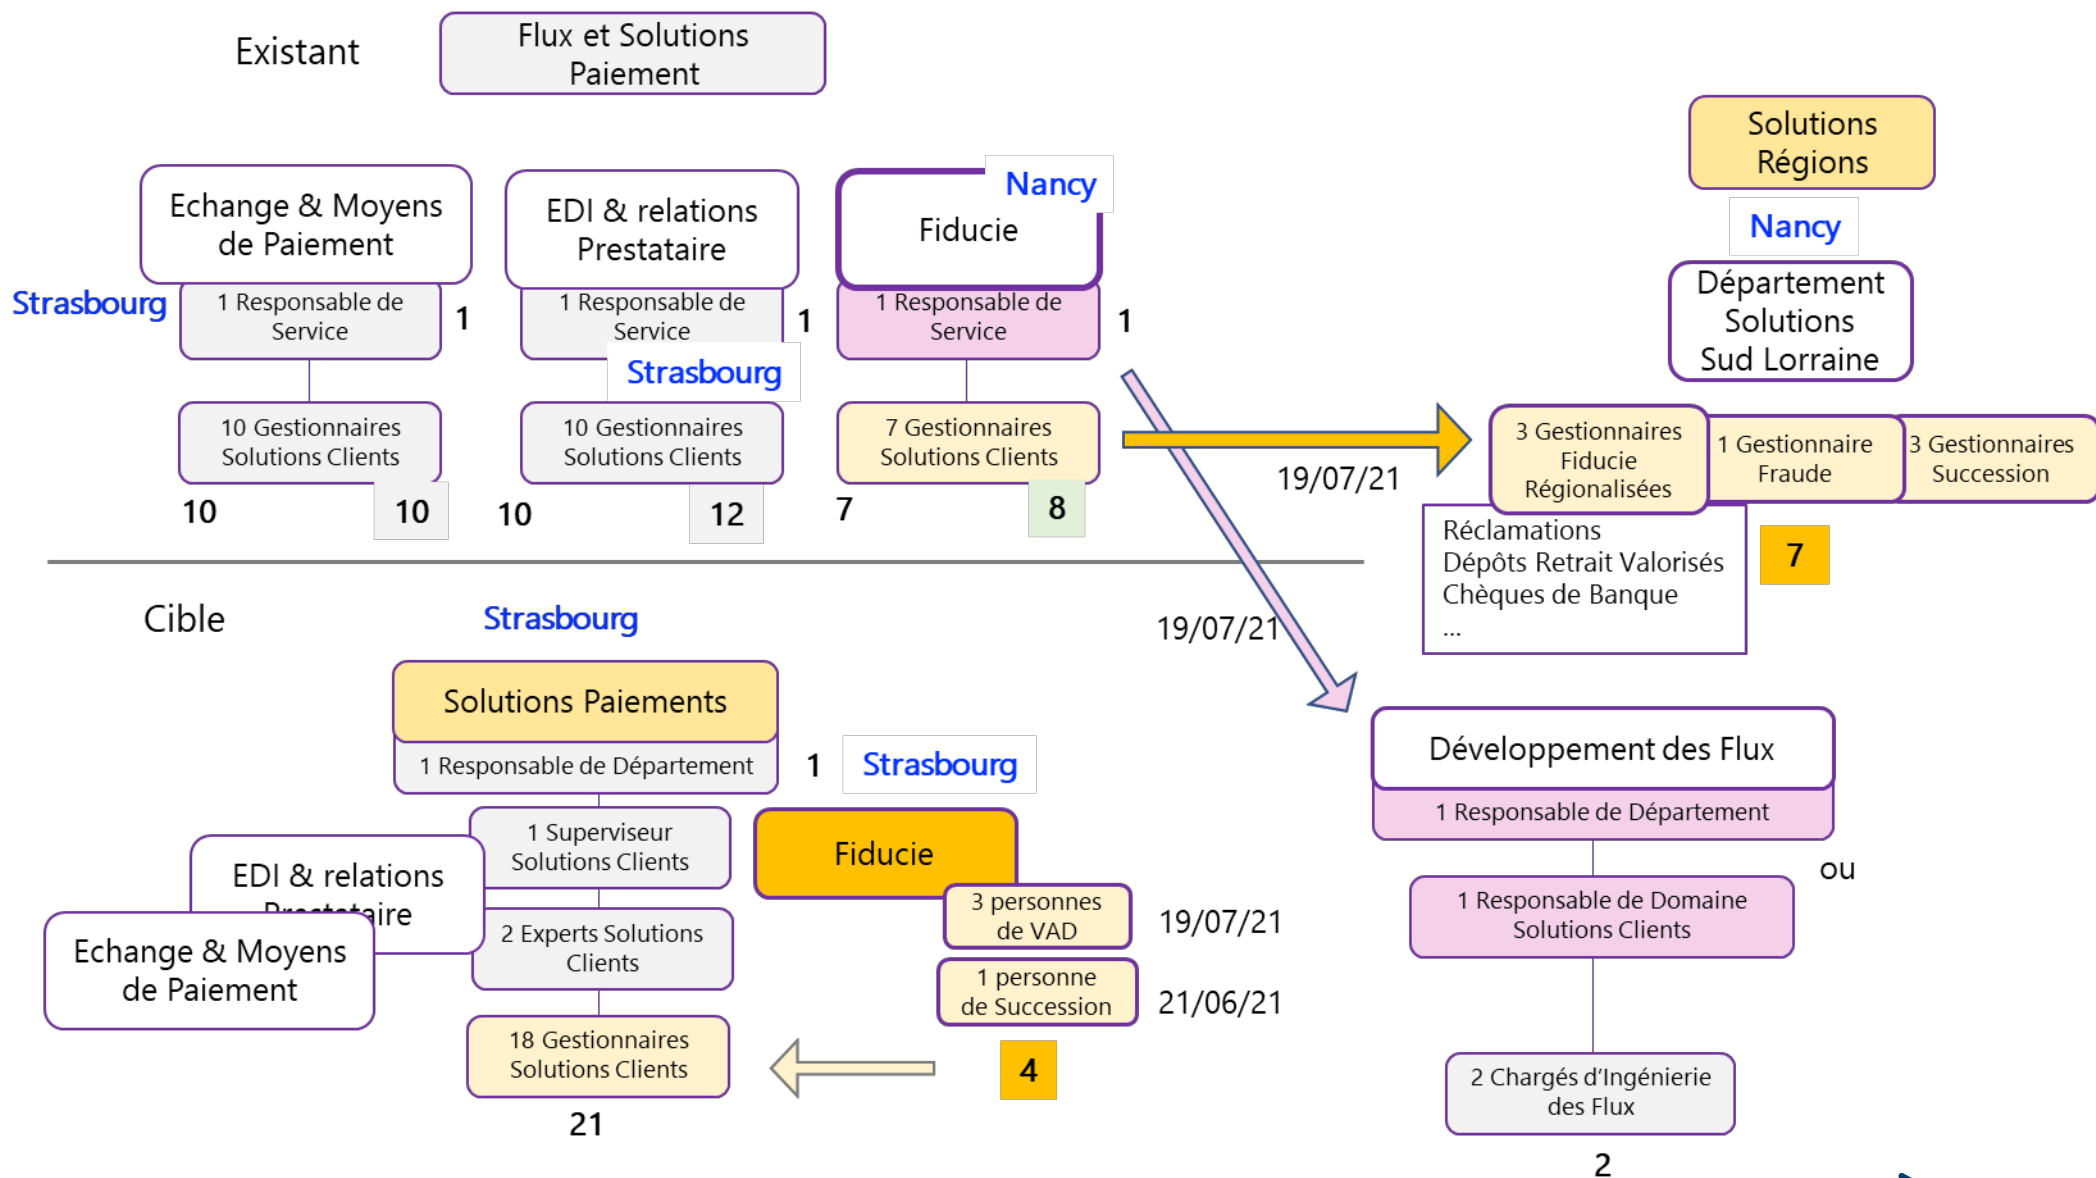 Existant
Flux et Solutions
Paiement
Echange & Moyens
de Paiement
Strasbourg
1 Responsable de
Service
1
10 Gestionnaires
Solutions Clients
10
10
EDI & relations
Prestataire
1 Responsable de
Service
1
Strasbourg
10 Gestionnaires
Solutions Clients
10
12
Nancy
Fiducie
1 Responsable de
Service
1
7 Gestionnaires
Solutions Clients
7
8
19/07/21
19/07/21
Solutions
Régions
Nancy
Département
Solutions
Sud Lorraine
3 Gestionnaires
Fiducie
Régionalisées
1 Gestionnaire
Fraude
3 Gestionnaires
Succession
Réclamations
Dépôts Retrait Valorisés
Chèques de Banque
...
7
Cible
Strasbourg
Solutions Paiements
1 Responsable de Département
1
Strasbourg
1 Superviseur
Solutions Clients
EDI & relations
Prestataire
Echange & Moyens
de Paiement
2 Experts Solutions
Clients
18 Gestionnaires
Solutions Clients
21
Fiducie
3 personnes
de VAD
19/07/21
1 personne
de Succession
21/06/21
4
Développement des Flux
1 Responsable de Département
ou
1 Responsable de Domaine
Solutions Clients
2 Chargés d'Ingénierie
des Flux
2